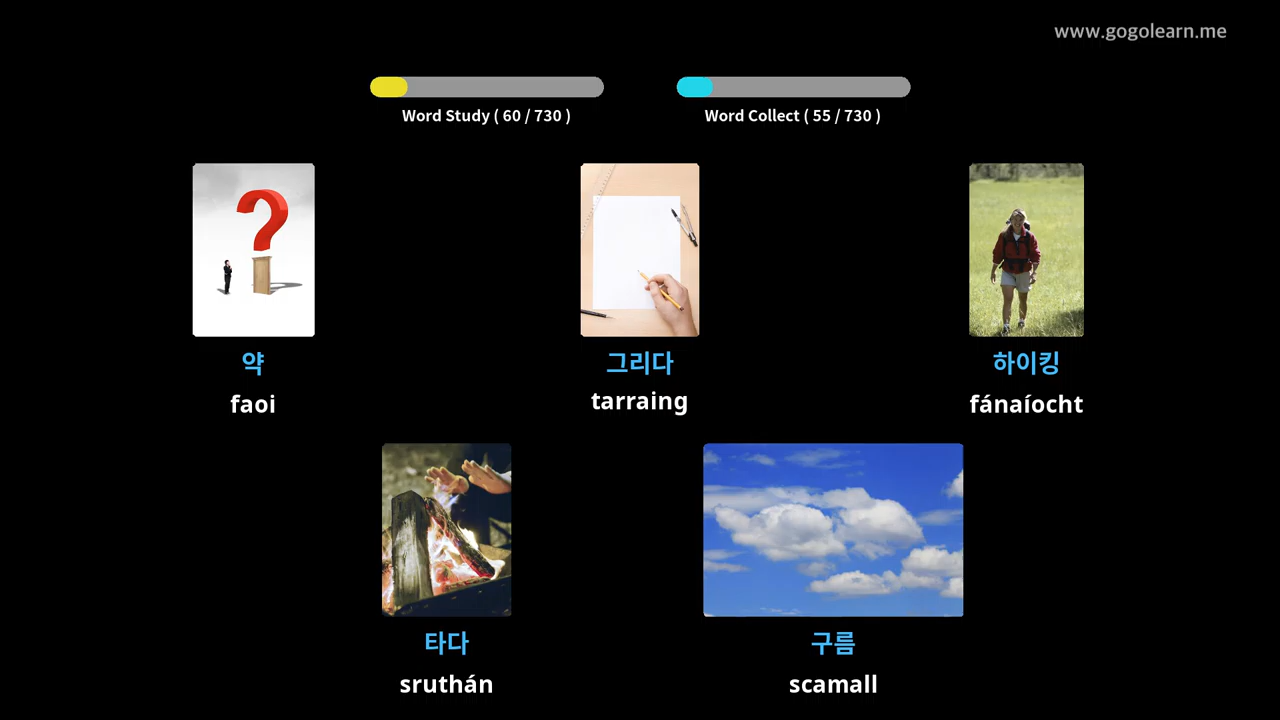 www.gogolearn.me
Word Study ( 60 / 730 )
Word Collect ( 55 / 730 )
약
faoi
그리다
tarraing
하이킹
fánaíocht
타다
sruthán
구름
scamall